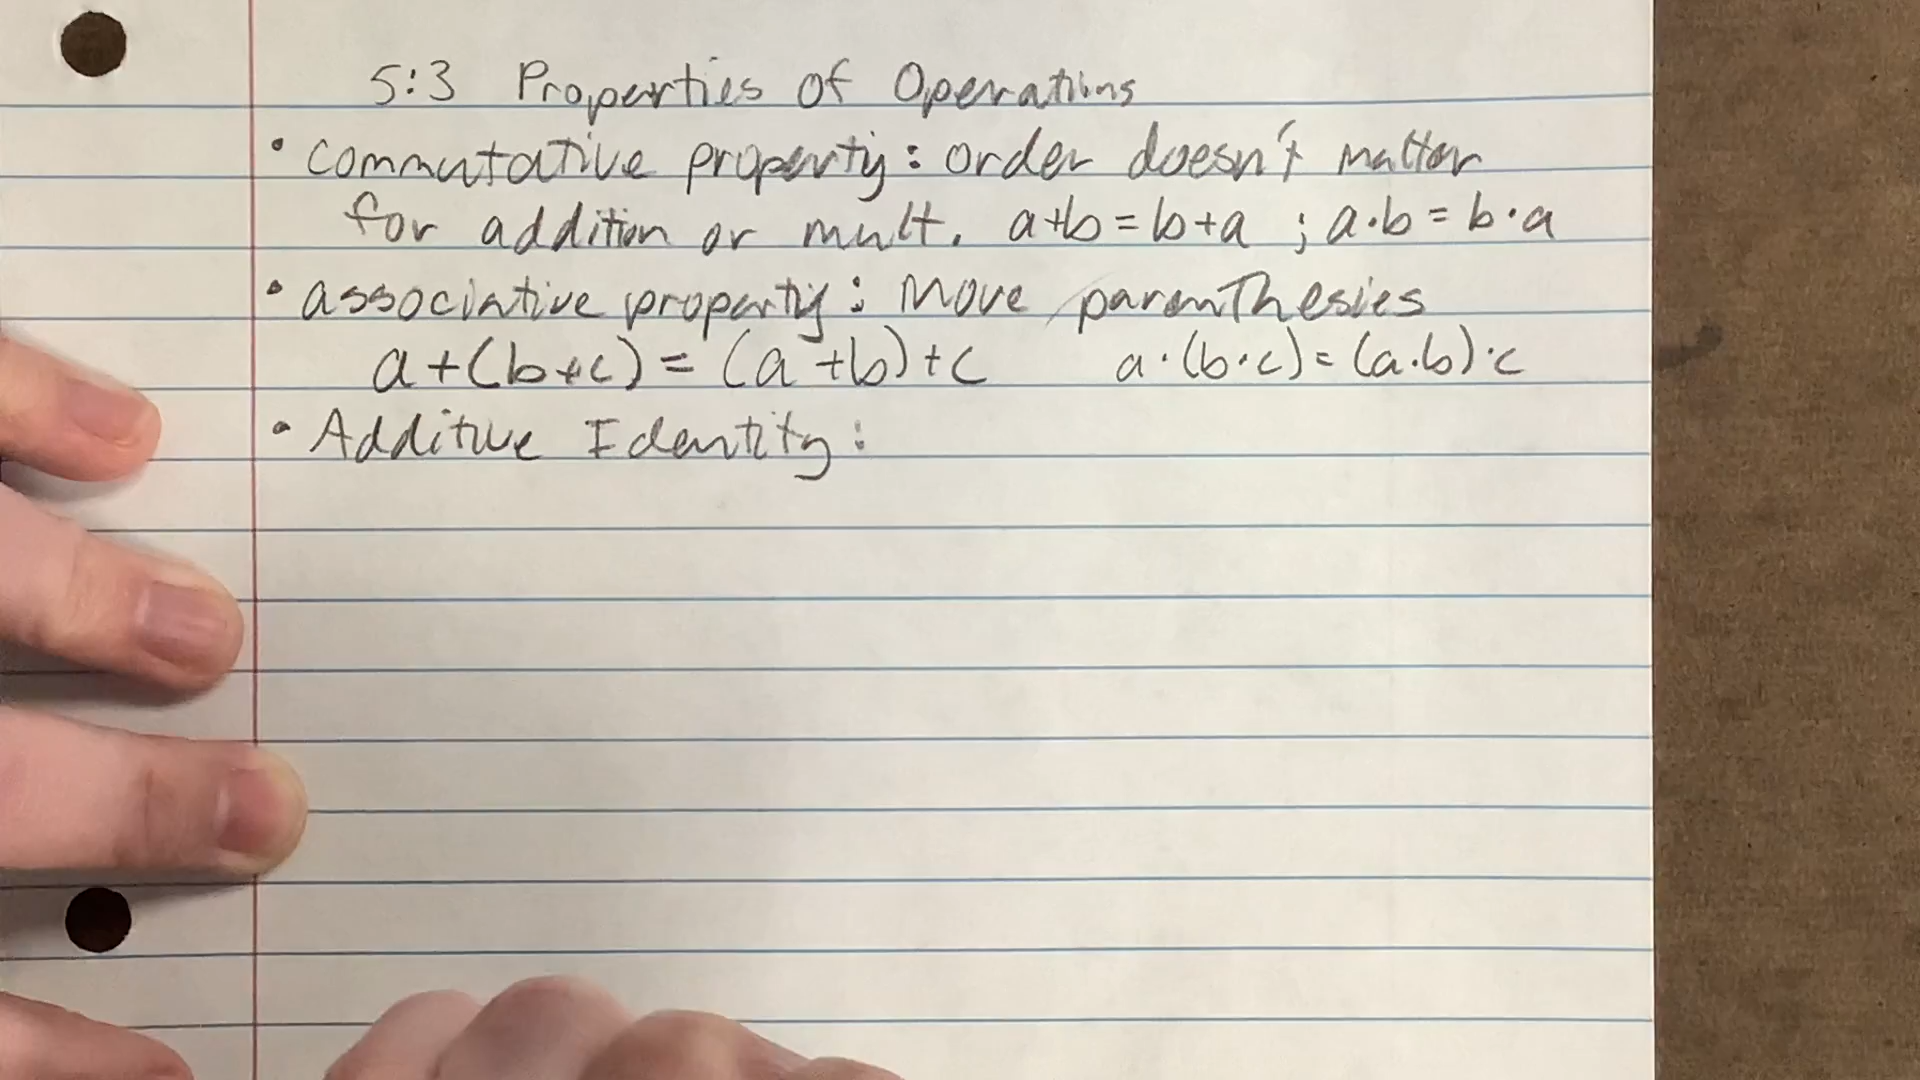 5:3 Properties of Operations
• commutative property: order doesn't matter
for addition or mult. a+b=b+a ; a·b=b·a
• associative property: Move parenthesies
a+(b+c)=(a+b)+c a·(b·c)=(a.b)·c
• Additive Identity: